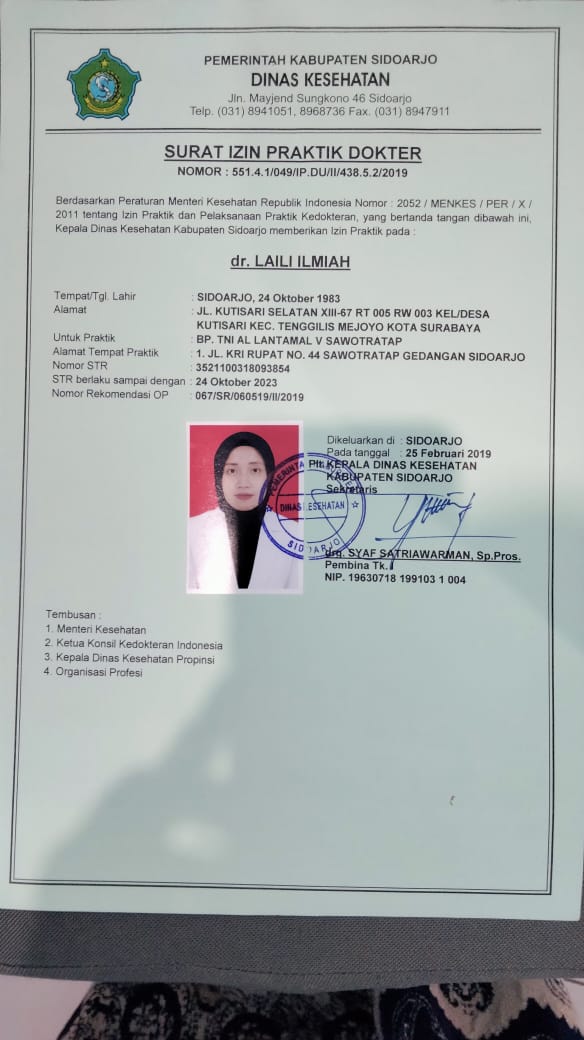 PEMERINTAH KABUPATEN SIDOARJO
DINAS KESEHATAN
Jln. Mayjend Sungkono 46 Sidoarjo
Telp. (031) 8941051, 8968736 Fax. (031) 8947911
SURAT IZIN PRAKTIK DOKTER
NOMOR : 551.4.1/049/IP.DU/II/438.5.2/2019
Berdasarkan Peraturan Menteri Kesehatan Republik Indonesia Nomor : 2052 / MENKES / PER / X /
2011 tentang Izin Praktik dan Pelaksanaan Praktik Kedokteran, yang bertanda tangan dibawah ini,
Kepala Dinas Kesehatan Kabupaten Sidoarjo memberikan Izin Praktik pada :
dr. LAILI ILMIAH
Tempat/Tgl. Lahir : SIDOARJO, 24 Oktober 1983
Alamat : JL. KUTISARI SELATAN XIII-67 RT 005 RW 003 KEL/DESA
KUTISARI KEC. TENGGILIS MEJOYO KOTA SURABAYA
Untuk Praktik : BP. TNI AL LANTAMAL V SAWOTRATAP
Alamat Tempat Praktik : 1. JL. KRI RUPAT NO. 44 SAWOTRATAP GEDANGAN SIDOARJO
Nomor STR : 3521100318093854
STR berlaku sampai dengan : 24 Oktober 2023
Nomor Rekomendasi OP : 067/SR/060519/II/2019
Dikeluarkan di : SIDOARJO
Pada tanggal : 25 Februari 2019
Plt. KEPALA DINAS KESEHATAN
KABUPATEN SIDOARJO
Sekretaris
DINAS KESEHATAN
SIDOARJO
drg. SYAF SATRIAWARMAN, Sp.Pros.
Pembina Tk.I
NIP. 19630718 199103 1 004
Tembusan :
1. Menteri Kesehatan
2. Ketua Konsil Kedokteran Indonesia
3. Kepala Dinas Kesehatan Propinsi
4. Organisasi Profesi